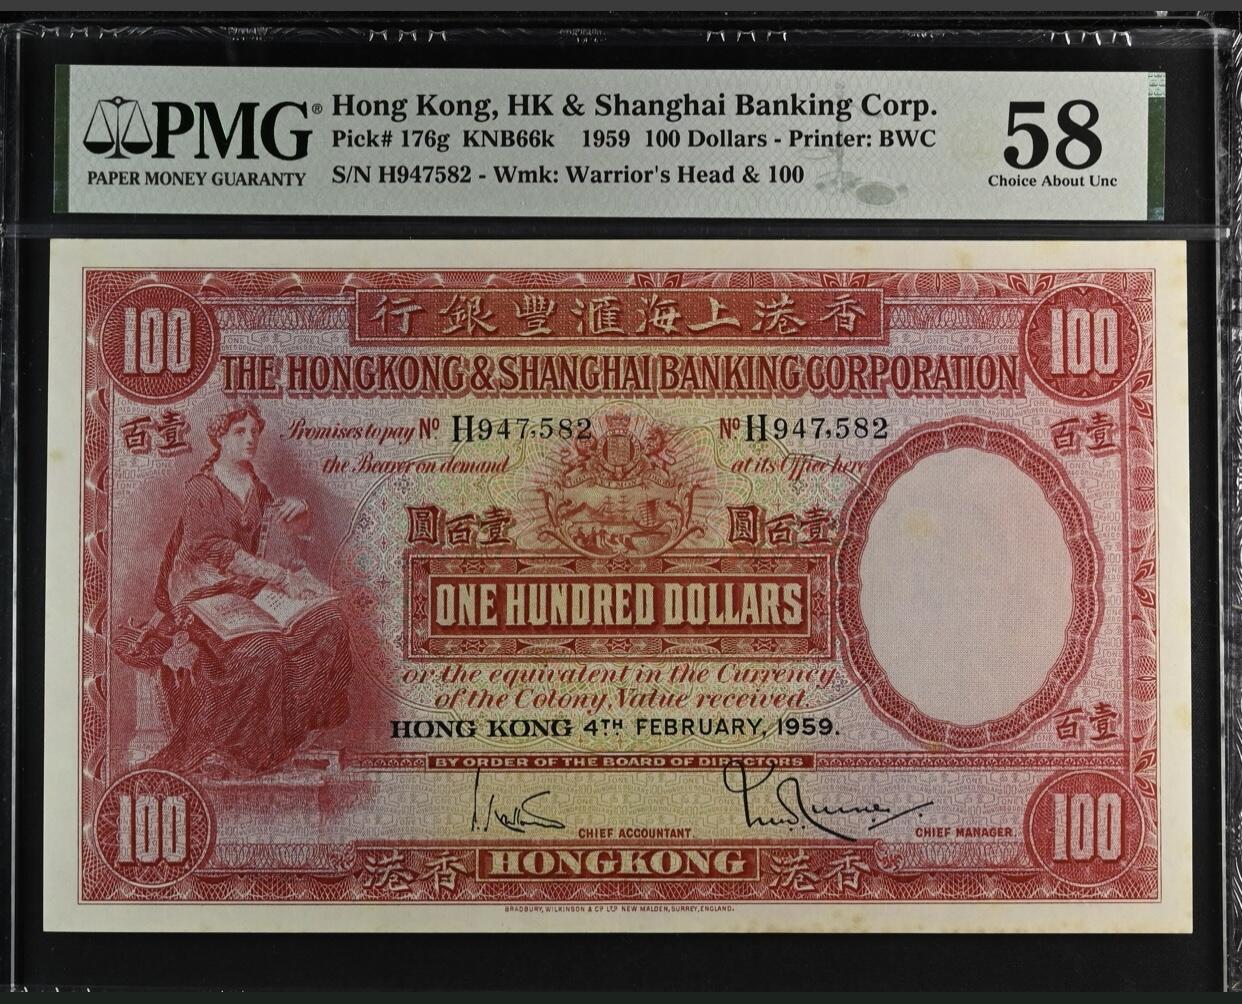 PMG®
PAPER MONEY GUARANTY
Hong Kong, HK & Shanghai Banking Corp.
Pick# 176g KNB66k 1959 100 Dollars - Printer: BWC
S/N H947582 - Wmk: Warrior's Head & 100
58
Choice About Unc
行銀豐滙海上港香
100
100
THE HONGKONG & SHANGHAI BANKING CORPORATION
百壹
Promises to pay Nº H947,582
Nº H947,582
百壹
the Bearer on demand
at its Office here
圓百壹
圓百壹
ONE HUNDRED DOLLARS
or the equivalent in the Currency
of the Colony, Value received.
HONG KONG 4TH FEBRUARY, 1959.
百壹
BY ORDER OF THE BOARD OF DIRECTORS
100
100
CHIEF ACCOUNTANT.
CHIEF MANAGER.
港香
HONGKONG
港香
BRADBURY, WILKINSON & Cº Lᵀᴰ NEW MALDEN, SURREY, ENGLAND.